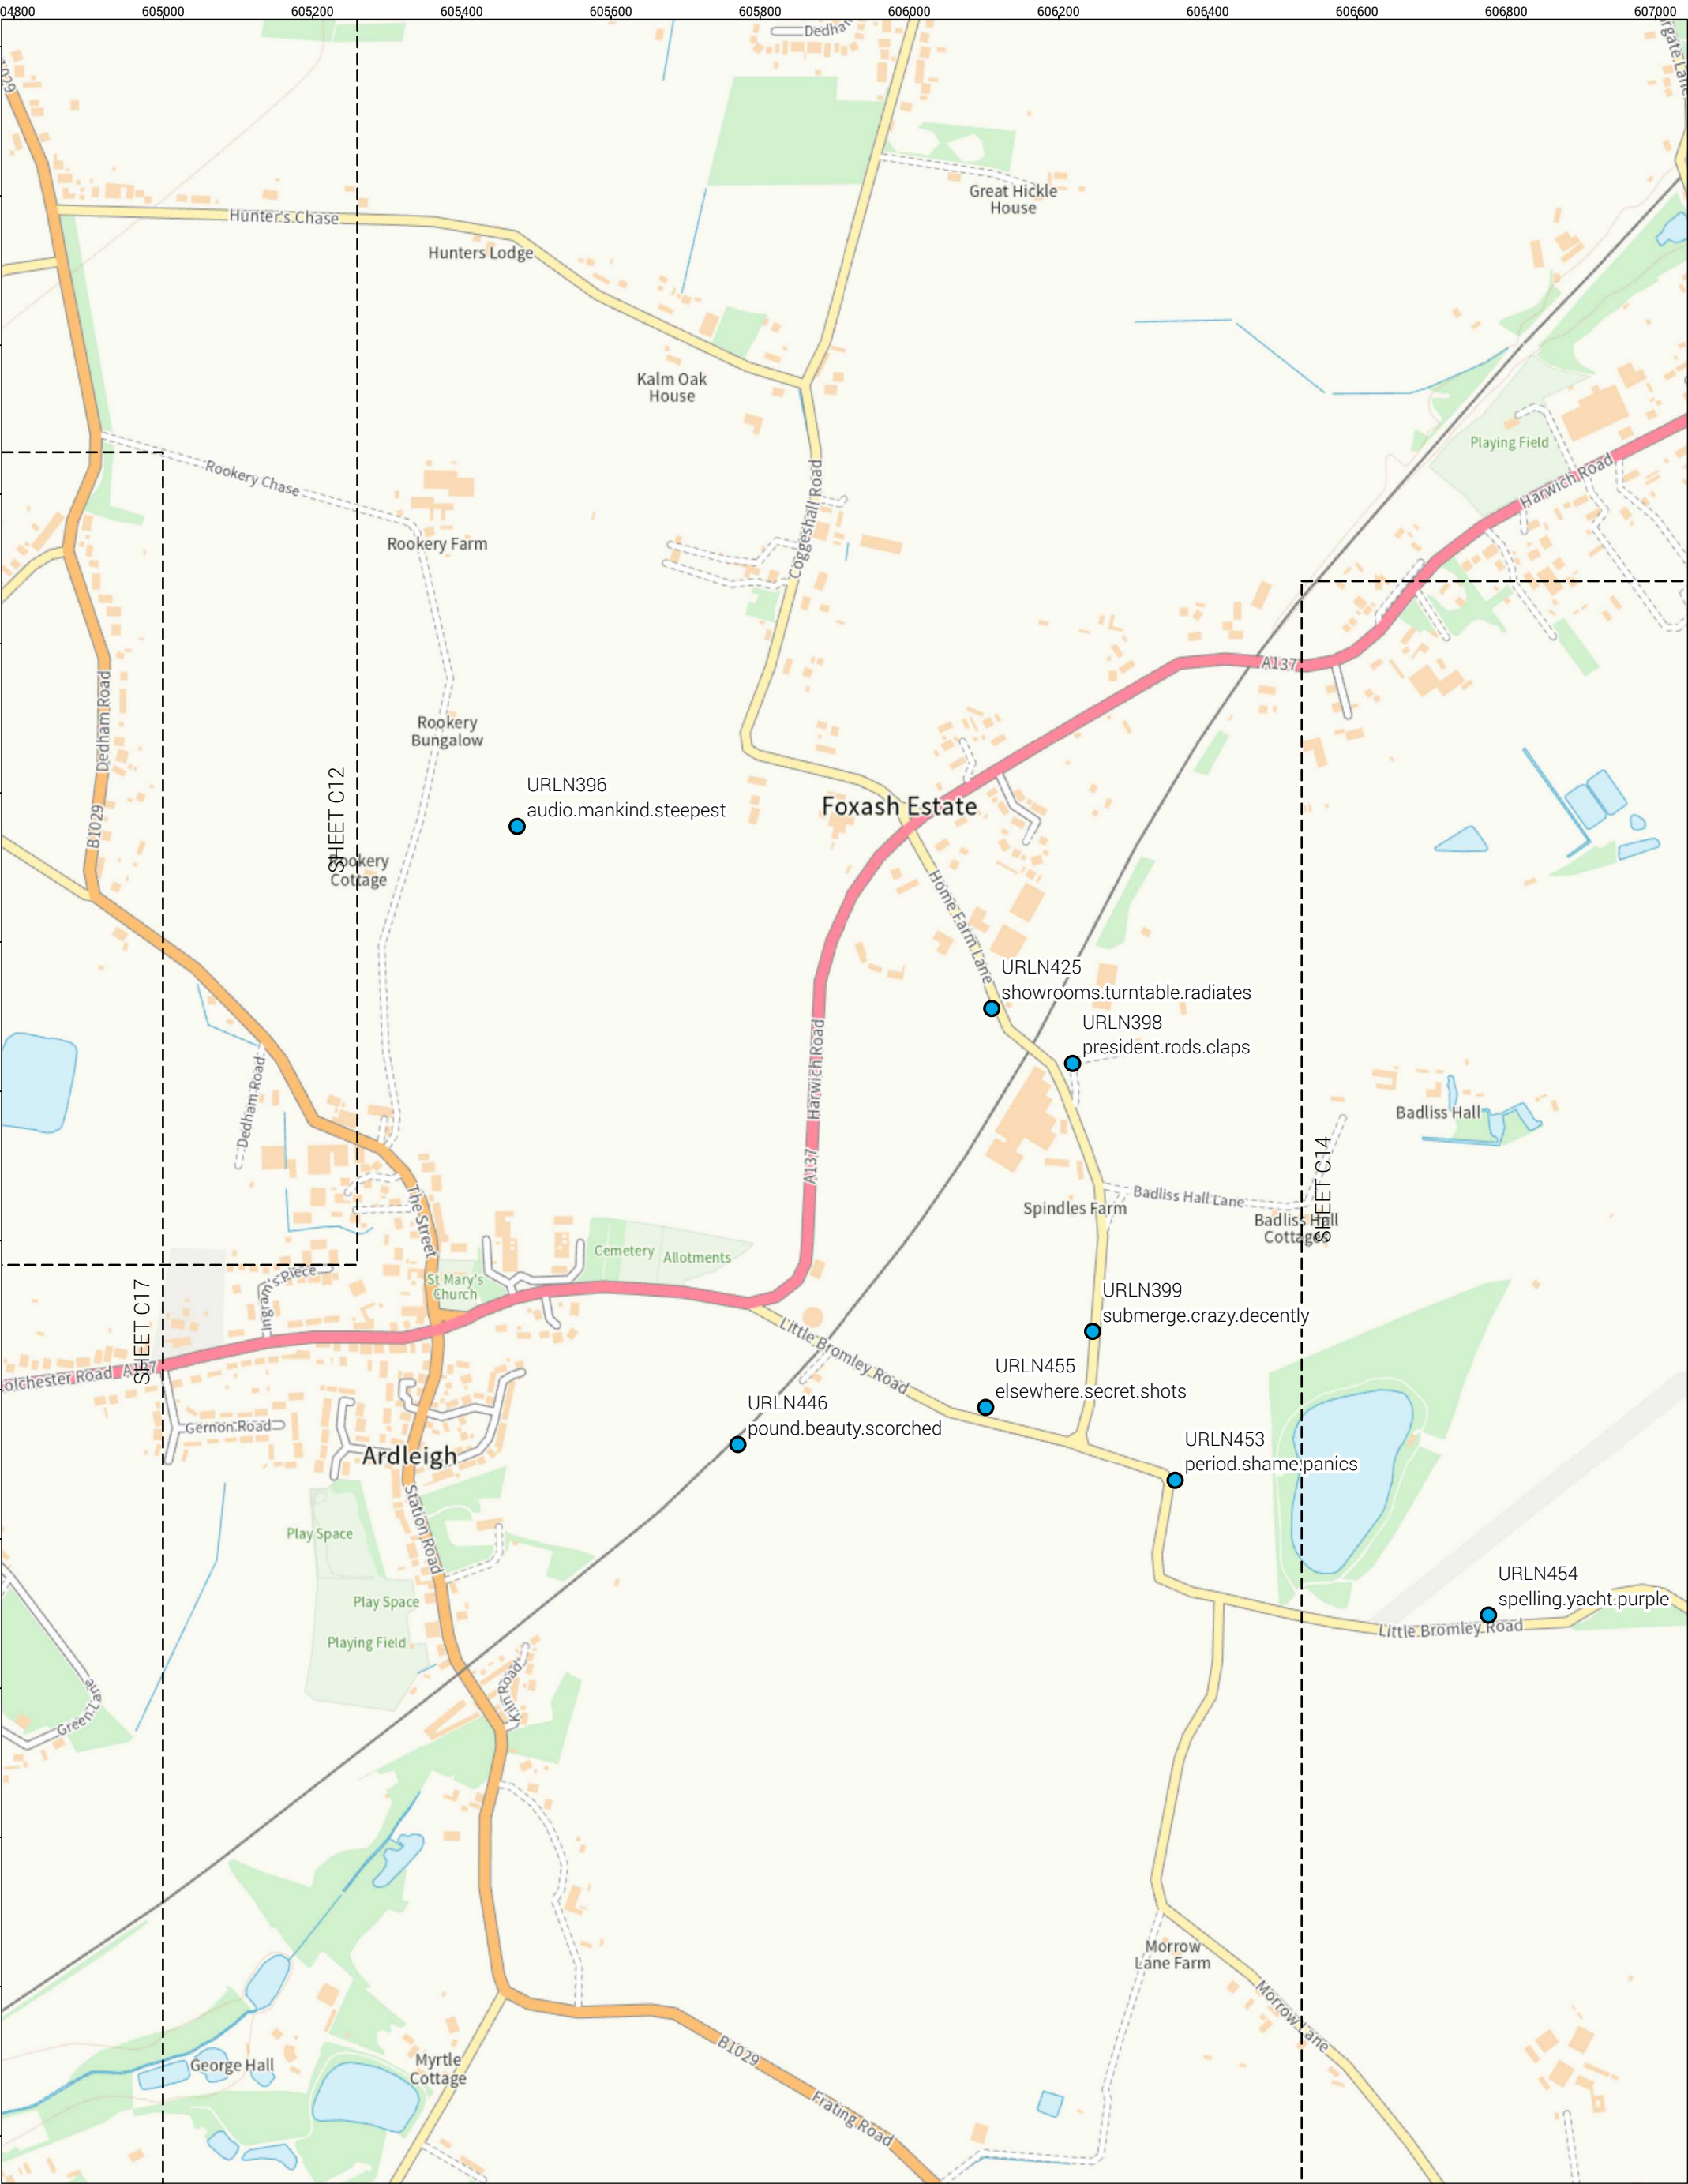 04800 605000 605200 605400 605600 605800 606000 606200 606400 606600 606800 607000
Dedha
Great Hickle
House
Hunter's Chase
Hunters Lodge
Kalm Oak
House
Playing Field
Harwich Road
Rookery Chase
Coggeshall Road
Rookery Farm
A137
Dedham Road
Rookery
Bungalow
SHEET C12
URLN396
audio.mankind.steepest
Foxash Estate
B1029
Rookery
Cottage
Home Farm Lane
URLN425
showrooms.turntable.radiates
URLN398
president.rods.claps
Harwich Road
Dedham Road
Badliss Hall
A137
SHEET C14
The Street
Spindles Farm
Badliss Hall Lane
Badliss Hall
Cottages
Cemetery
Allotments
St Mary's
Church
Ingram's Piece
SHEET C17
URLN399
submerge.crazy.decently
Little Bromley Road
olchester Road
A137
URLN455
elsewhere.secret.shots
URLN446
pound.beauty.scorched
Gernon Road
Ardleigh
URLN453
period.shame.panics
Station Road
Play Space
URLN454
spelling.yacht.purple
Play Space
Little Bromley Road
Playing Field
Kiln Road
Green Lane
Morrow
Lane Farm
Morrow Lane
George Hall
Myrtle
Cottage
B1029
Frating Road